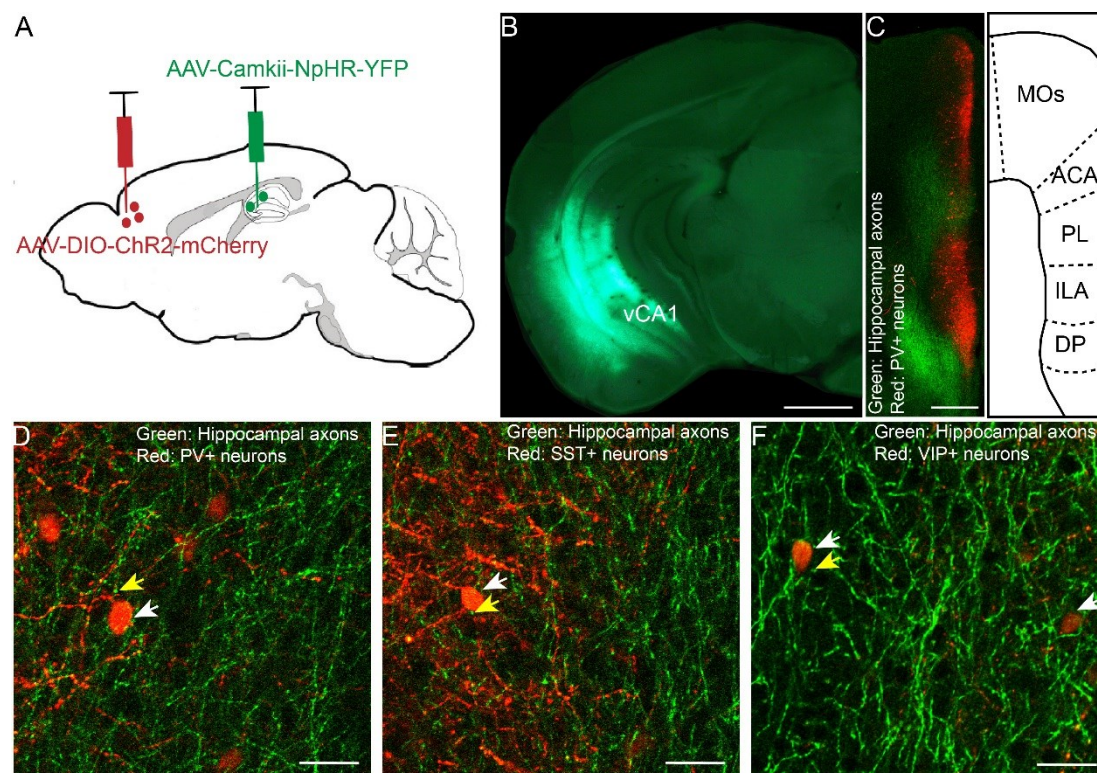 A
AAV-Camkii-NpHR-YFP
AAV-DIO-ChR2-mCherry
B
vCA1
C
Green: Hippocampal axons
Red: PV+ neurons
MOs
ACA
PL
ILA
DP
D
Green: Hippocampal axons
Red: PV+ neurons
E
Green: Hippocampal axons
Red: SST+ neurons
F
Green: Hippocampal axons
Red: VIP+ neurons